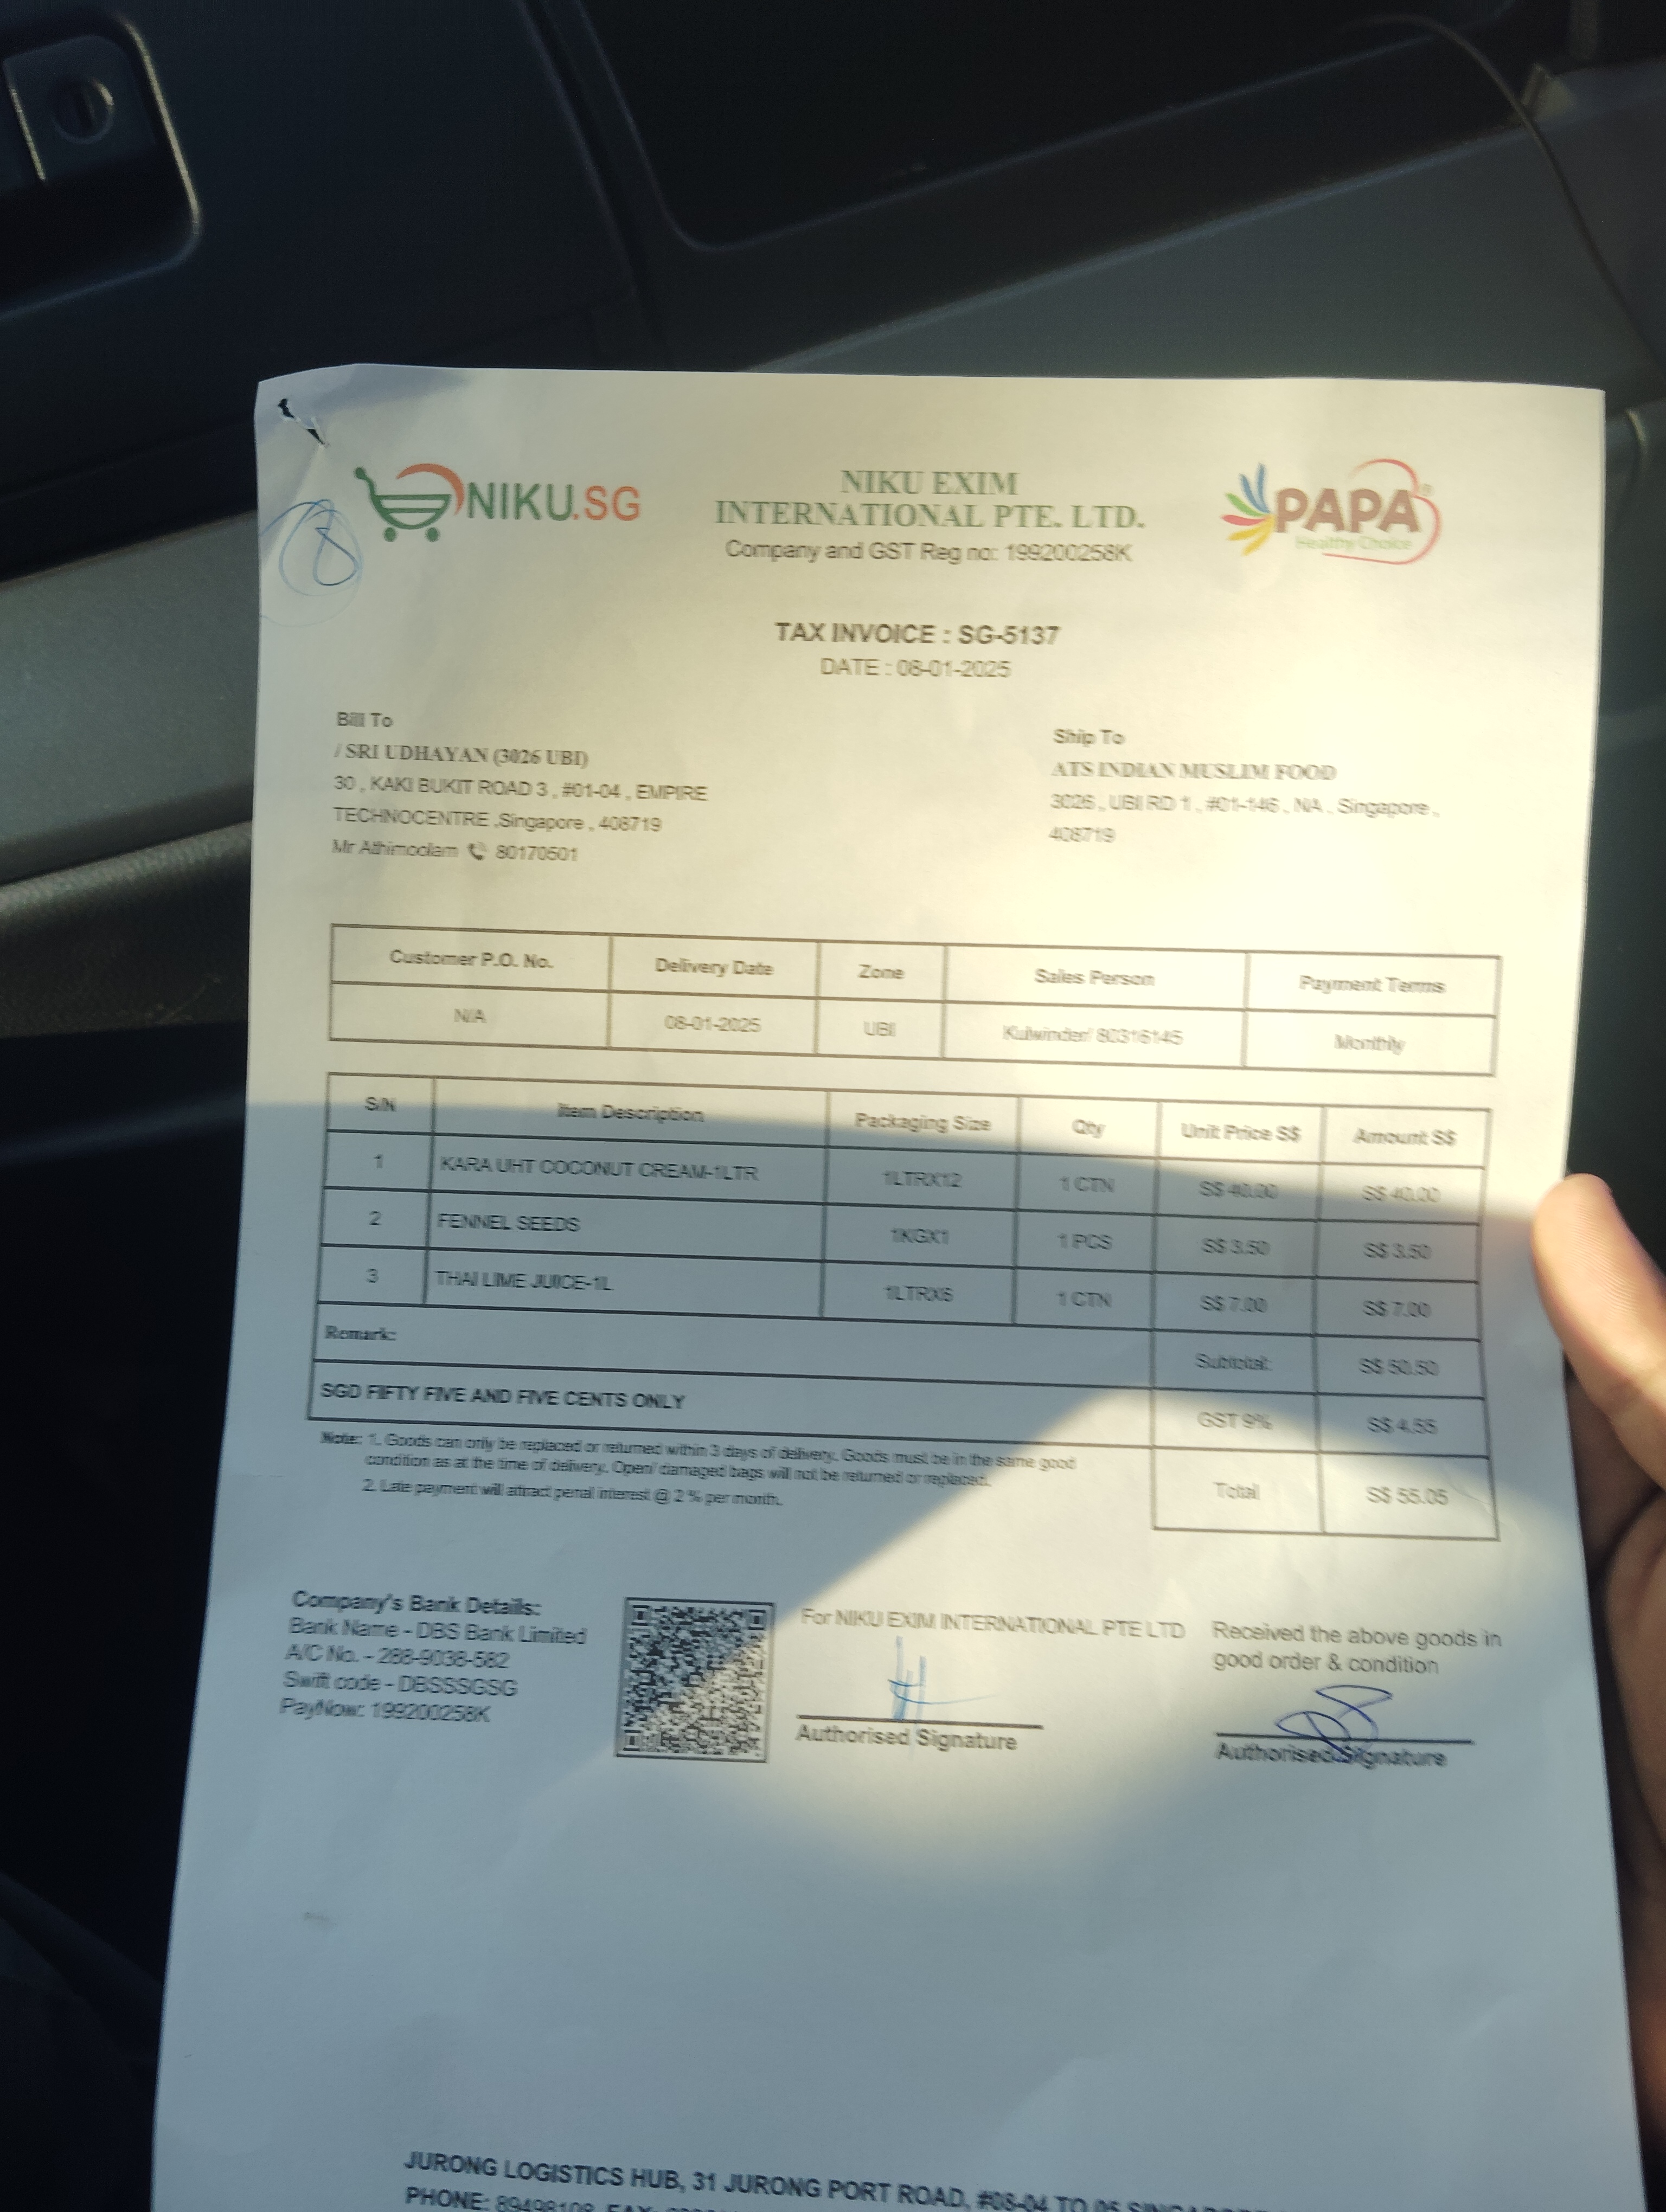 8
NIKU.SG
NIKU EXIM
INTERNATIONAL PTE. LTD.
Company and GST Reg no: 199200258K
PAPA
Healthy Choice
TAX INVOICE : SG-5137
DATE : 08-01-2025
Bill To
/ SRI UDHAYAN (3026 UBI)
30 , KAKI BUKIT ROAD 3 , #01-04 , EMPIRE
TECHNOCENTRE ,Singapore , 408719
Mr Athimoolam 80170501
Ship To
ATS INDIAN MUSLIM FOOD
3026 , UBI RD 1 , #01-146 , NA , Singapore ,
408719
Customer P.O. No. Delivery Date Zone Sales Person Payment Terms
N/A 08-01-2025 UBI Kulwinder/ 80316145 Monthly
S/N Item Description Packaging Size Qty Unit Price S$ Amount S$
1 KARA UHT COCONUT CREAM-1LTR 1LTRX12 1 CTN S$ 40.00 S$ 40.00
2 FENNEL SEEDS 1KGX1 1 PCS S$ 3.50 S$ 3.50
3 THAI LIME JUICE-1L 1LTRX6 1 CTN S$ 7.00 S$ 7.00
Remark: Subtotal: S$ 50.50
SGD FIFTY FIVE AND FIVE CENTS ONLY GST 9% S$ 4.55
Total S$ 55.05
Note: 1. Goods can only be replaced or returned within 3 days of delivery. Goods must be in the same good
condition as at the time of delivery. Open/ damaged bags will not be returned or replaced.
2. Late payment will attract penal interest @ 2 % per month.
Company's Bank Details:
Bank Name - DBS Bank Limited
A/C No. - 288-9038-582
Swift code - DBSSSGSG
PayNow: 199200258K
For NIKU EXIM INTERNATIONAL PTE LTD
Authorised Signature
Received the above goods in
good order & condition
Authorised Signature
JURONG LOGISTICS HUB, 31 JURONG PORT ROAD, #06-04 TO 05
PHONE: 89498108, FAX: